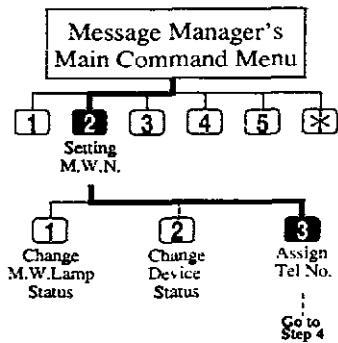 Message Manager's
Main Command Menu
1 2 3 4 5 *
Setting
M.W.N.
1 2 3
Change Change Assign
M.W.Lamp Device Tel No.
Status Status
Go to
Step 4